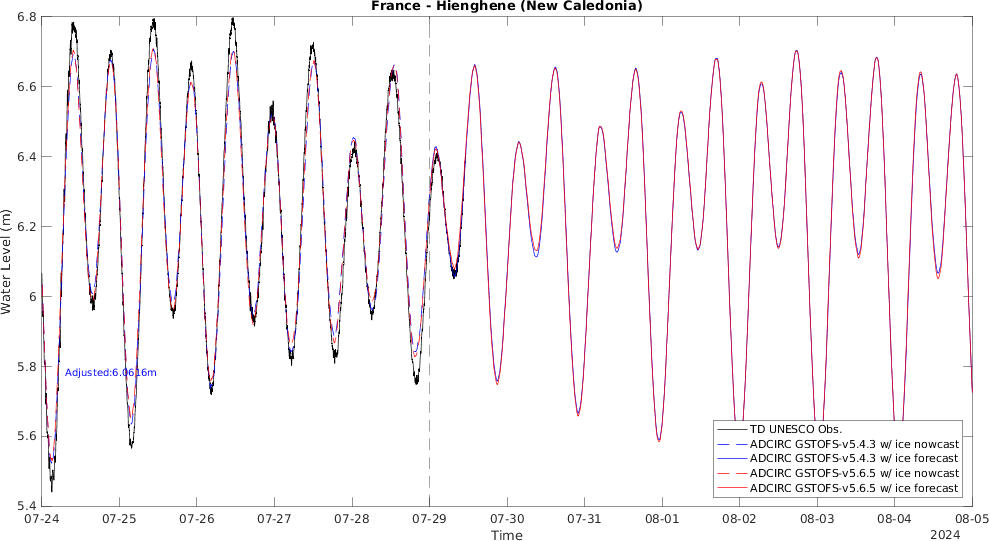 France - Hienghene (New Caledonia)
6.8
6.6
6.4
6.2
6
5.8
5.6
5.4
Water Level (m)
Adjusted:6.0616m
TD UNESCO Obs.
ADCIRC GSTOFS-v5.4.3 w/ ice nowcast
ADCIRC GSTOFS-v5.4.3 w/ ice forecast
ADCIRC GSTOFS-v5.6.5 w/ ice nowcast
ADCIRC GSTOFS-v5.6.5 w/ ice forecast
07-24 07-25 07-26 07-27 07-28 07-29 07-30 07-31 08-01 08-02 08-03 08-04 08-05
Time
2024